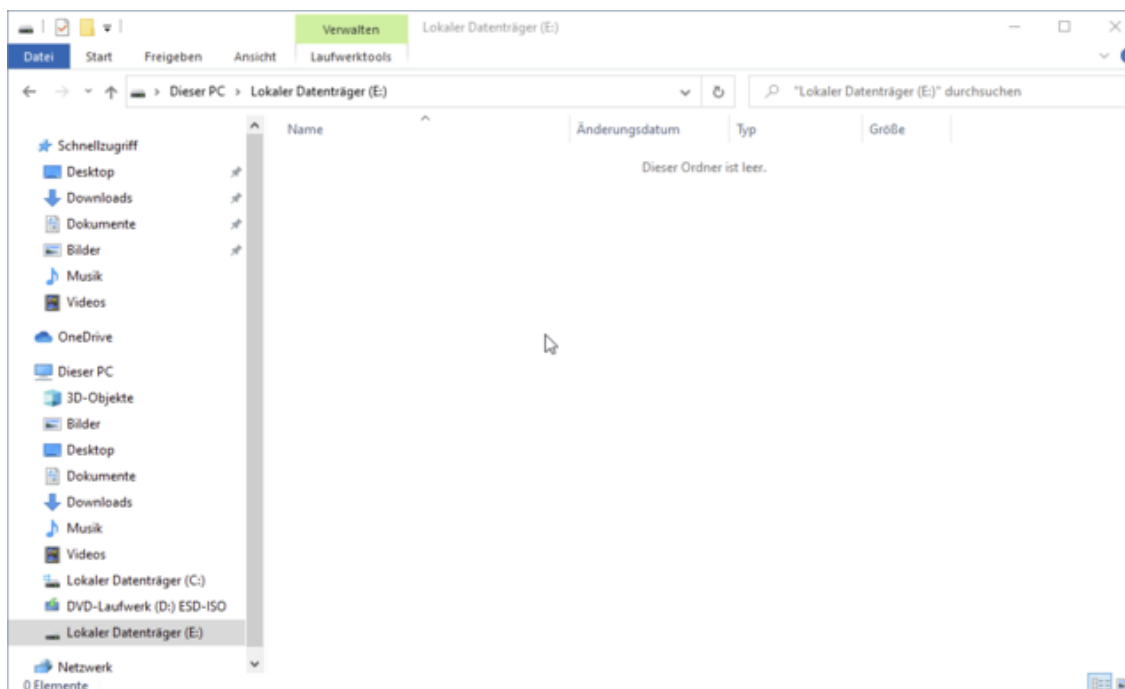 Verwalten Lokaler Datenträger (E:)
Datei Start Freigeben Ansicht Laufwerktools
Dieser PC > Lokaler Datenträger (E:) "Lokaler Datenträger (E:)" durchsuchen
Name Änderungsdatum Typ Größe
Dieser Ordner ist leer.
Schnellzugriff
Desktop
Downloads
Dokumente
Bilder
Musik
Videos
OneDrive
Dieser PC
3D-Objekte
Bilder
Desktop
Dokumente
Downloads
Musik
Videos
Lokaler Datenträger (C:)
DVD-Laufwerk (D:) ESD-ISO
Lokaler Datenträger (E:)
Netzwerk
0 Elemente